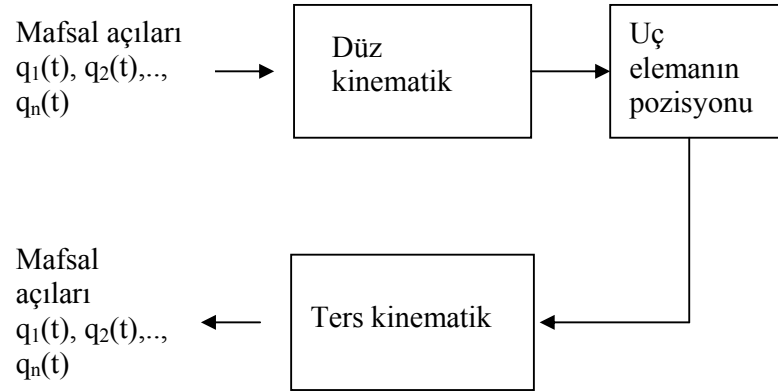 Mafsal açıları
q1(t), q2(t),..,
qn(t)
Düz
kinematik
Uç
elemanın
pozisyonu
Mafsal
açıları
q1(t), q2(t),..,
qn(t)
Ters kinematik